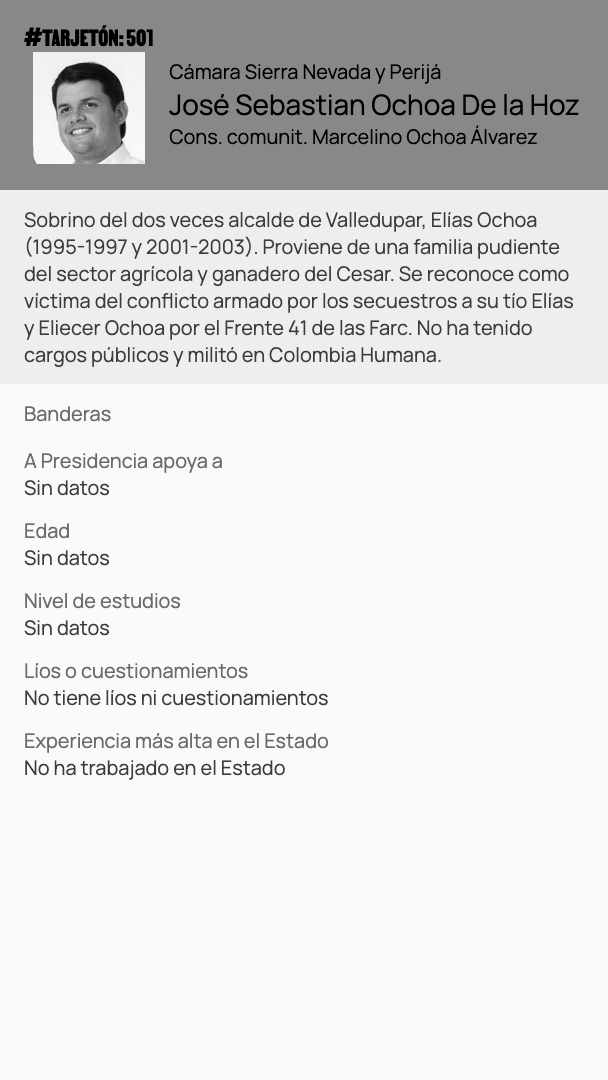 #TARJETÓN: 501
Cámara Sierra Nevada y Perijá
José Sebastian Ochoa De la Hoz
Cons. comunit. Marcelino Ochoa Álvarez
Sobrino del dos veces alcalde de Valledupar, Elías Ochoa
(1995-1997 y 2001-2003). Proviene de una familia pudiente
del sector agrícola y ganadero del Cesar. Se reconoce como
víctima del conflicto armado por los secuestros a su tío Elías
y Eliecer Ochoa por el Frente 41 de las Farc. No ha tenido
cargos públicos y militó en Colombia Humana.
Banderas
A Presidencia apoya a
Sin datos
Edad
Sin datos
Nivel de estudios
Sin datos
Líos o cuestionamientos
No tiene líos ni cuestionamientos
Experiencia más alta en el Estado
No ha trabajado en el Estado